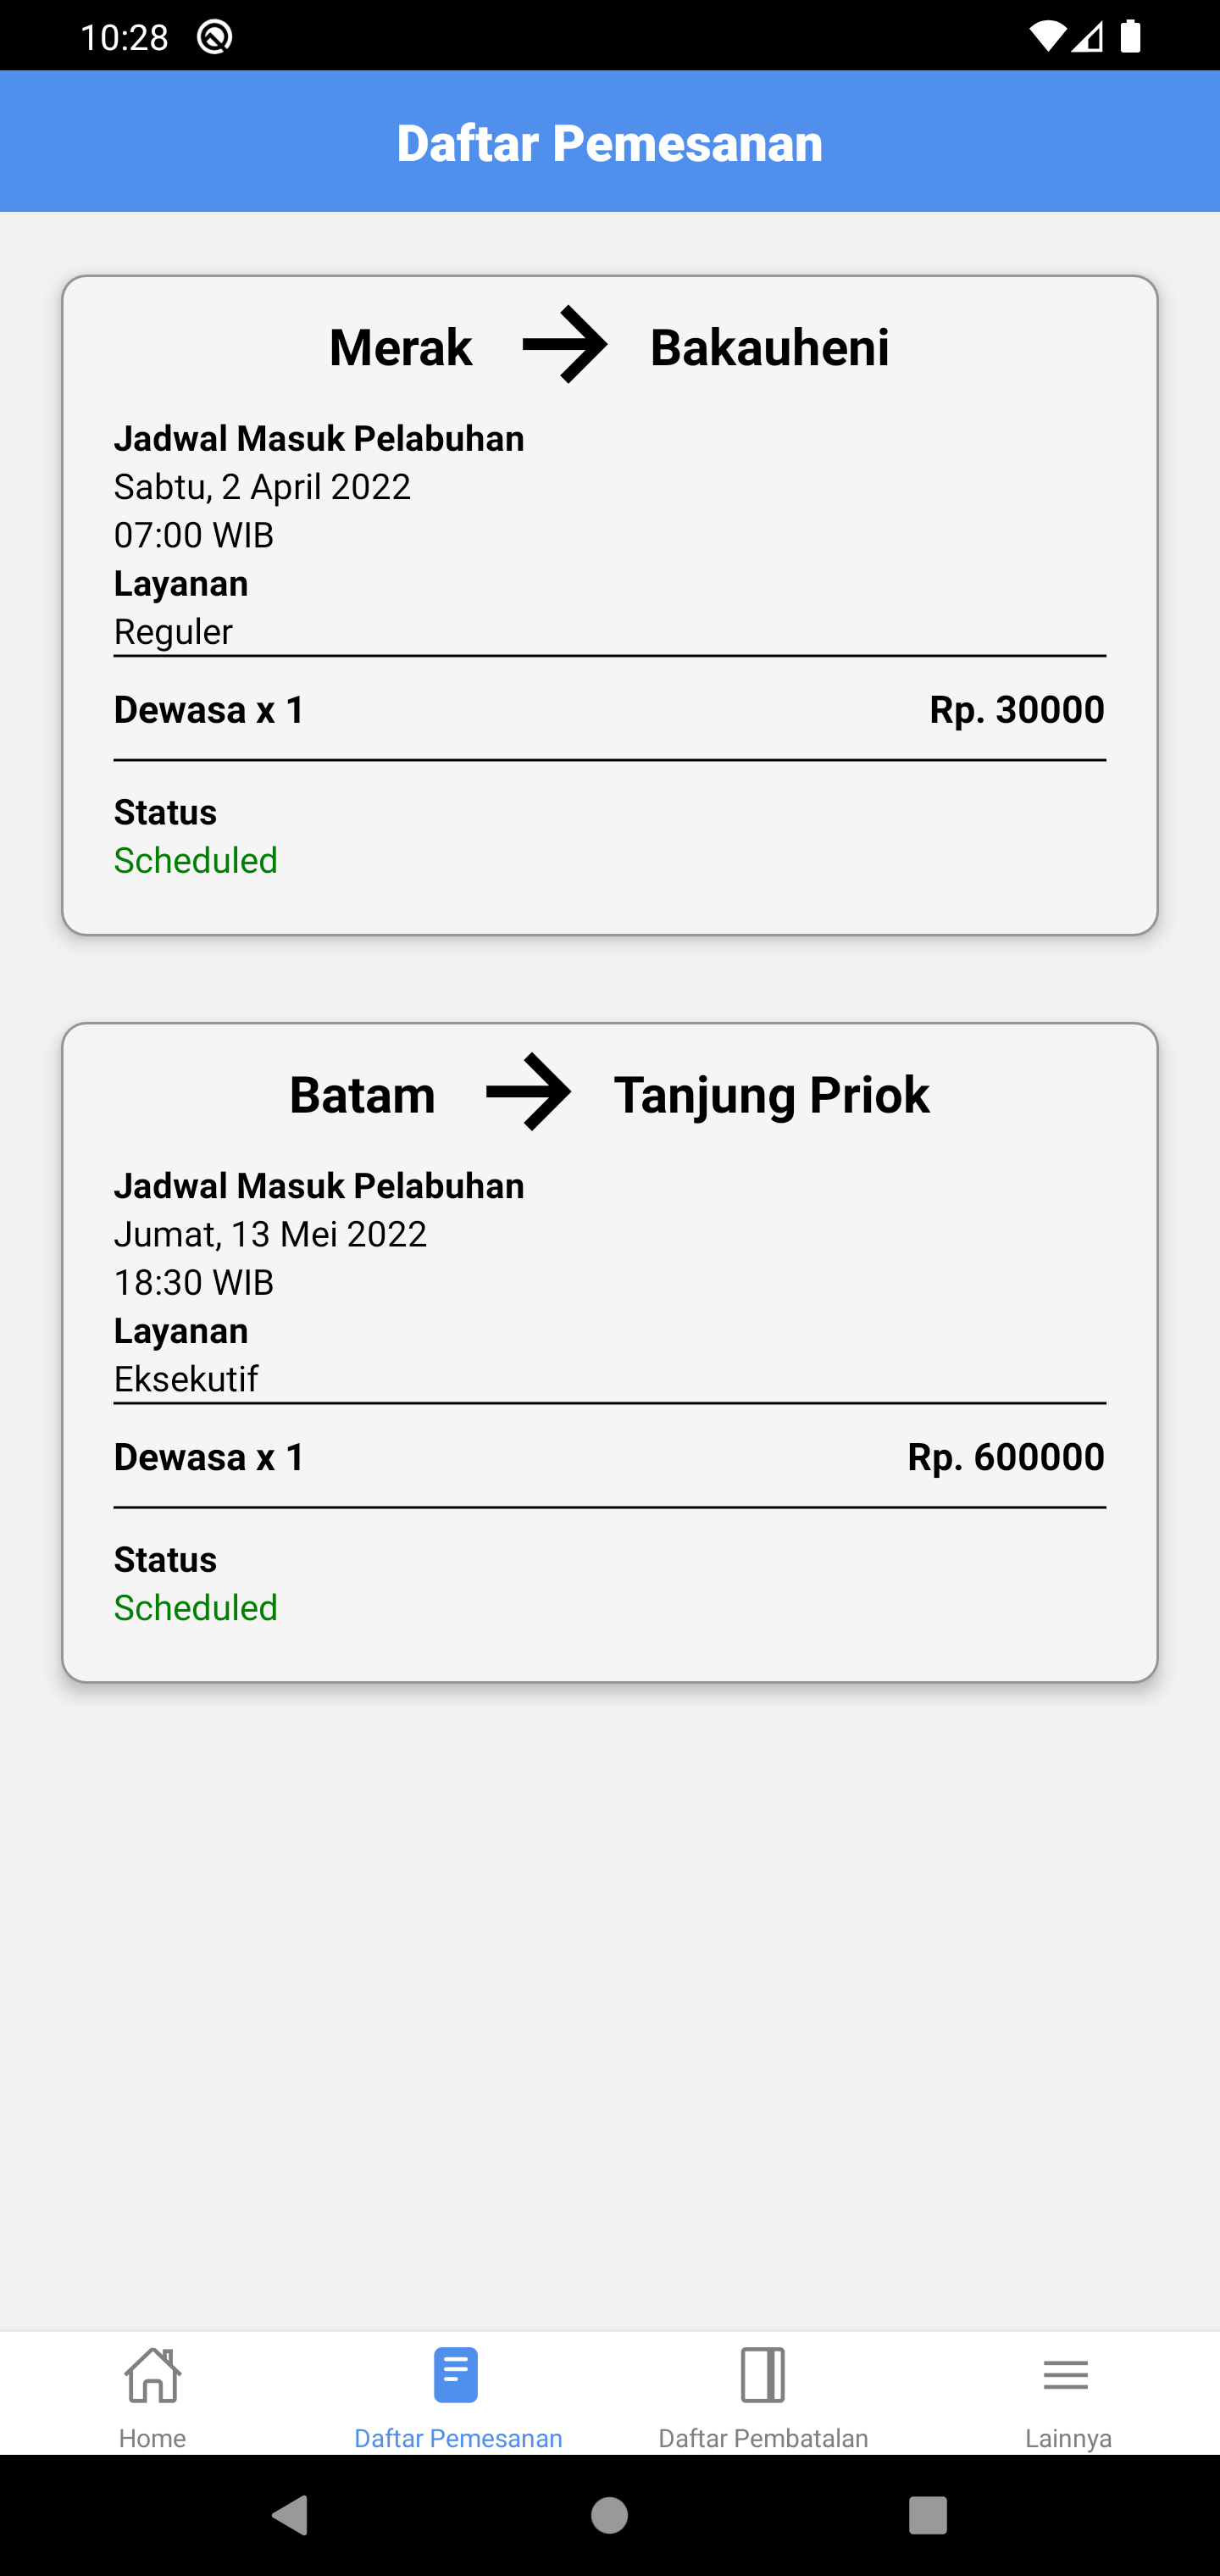 10:28
Daftar Pemesanan
Merak Bakauheni
Jadwal Masuk Pelabuhan
Sabtu, 2 April 2022
07:00 WIB
Layanan
Reguler
Dewasa x 1 Rp. 30000
Status
Scheduled
Batam Tanjung Priok
Jadwal Masuk Pelabuhan
Jumat, 13 Mei 2022
18:30 WIB
Layanan
Eksekutif
Dewasa x 1 Rp. 600000
Status
Scheduled
Home Daftar Pemesanan Daftar Pembatalan Lainnya